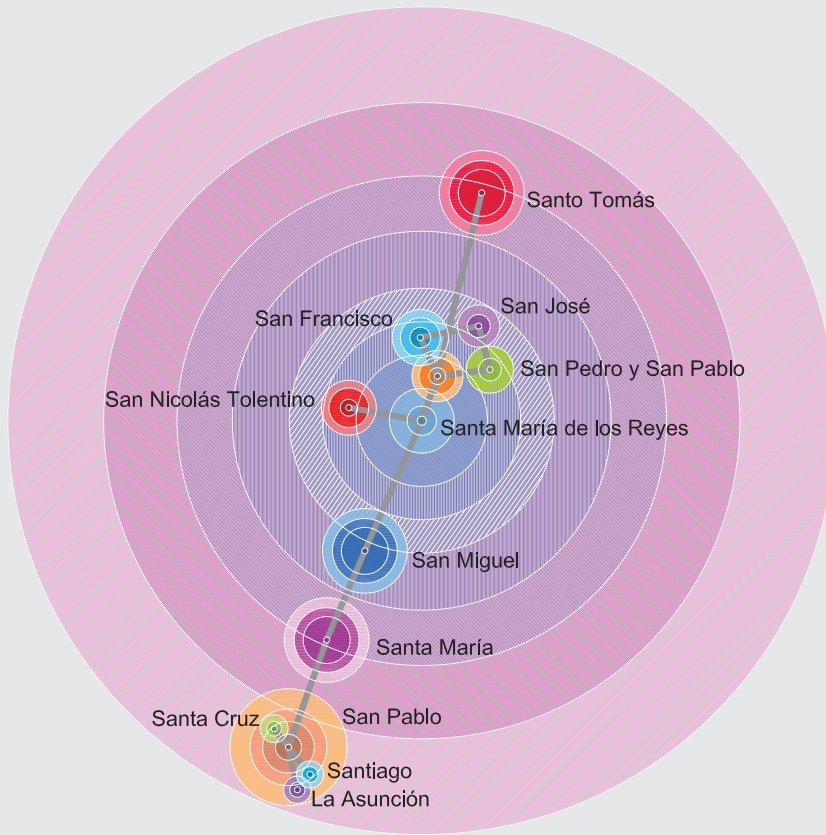 Santo Tomás
San José
San Francisco
San Pedro y San Pablo
San Nicolás Tolentino
Santa María de los Reyes
San Miguel
Santa María
San Pablo
Santa Cruz
Santiago
La Asunción